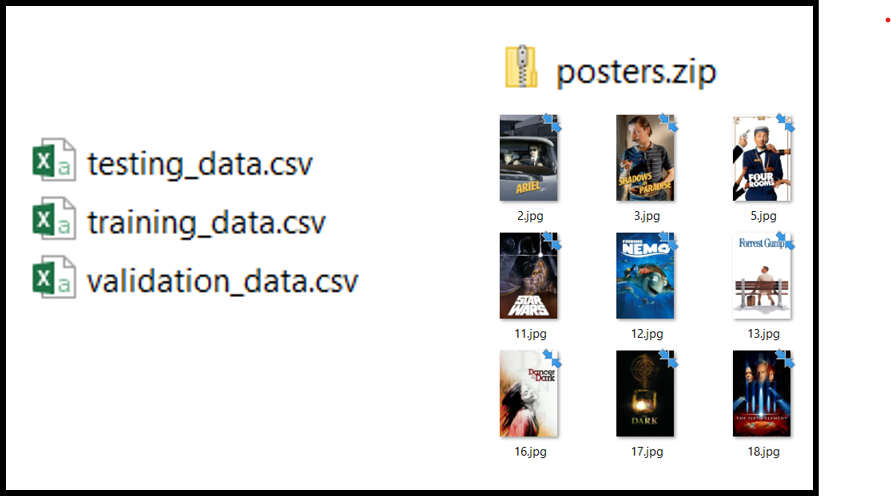 posters.zip
testing_data.csv
training_data.csv
validation_data.csv
ARIEL
SHADOWS IN PARADISE
FOUR ROOMS
2.jpg
3.jpg
5.jpg
STAR WARS
FINDING NEMO
Forrest Gump
11.jpg
12.jpg
13.jpg
Dancer in the Dark
DARK
THE FIFTH ELEMENT
16.jpg
17.jpg
18.jpg